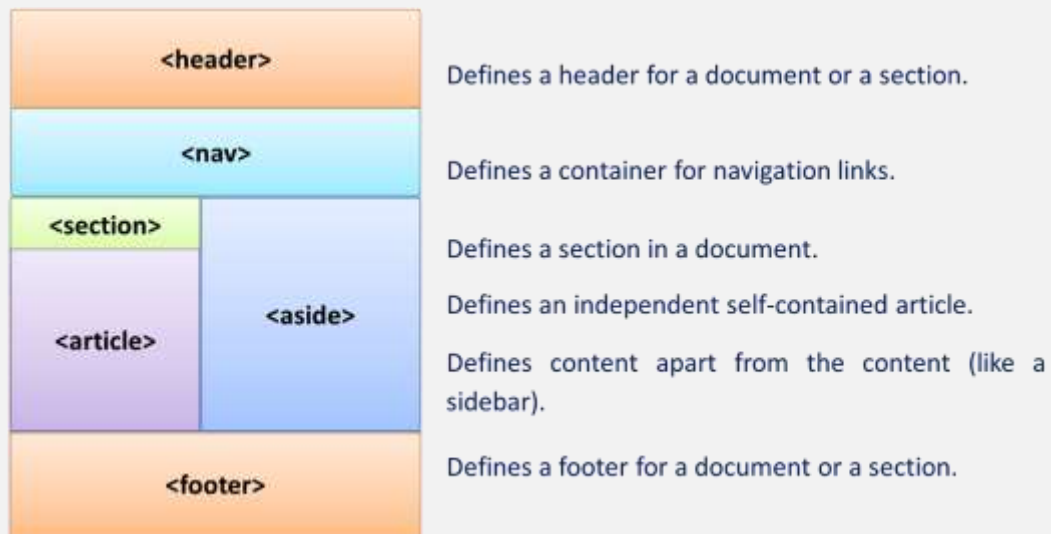 <header>
Defines a header for a document or a section.
<nav>
Defines a container for navigation links.
<section>
Defines a section in a document.
<article>
Defines an independent self-contained article.
<aside>
Defines content apart from the content (like a
sidebar).
<footer>
Defines a footer for a document or a section.